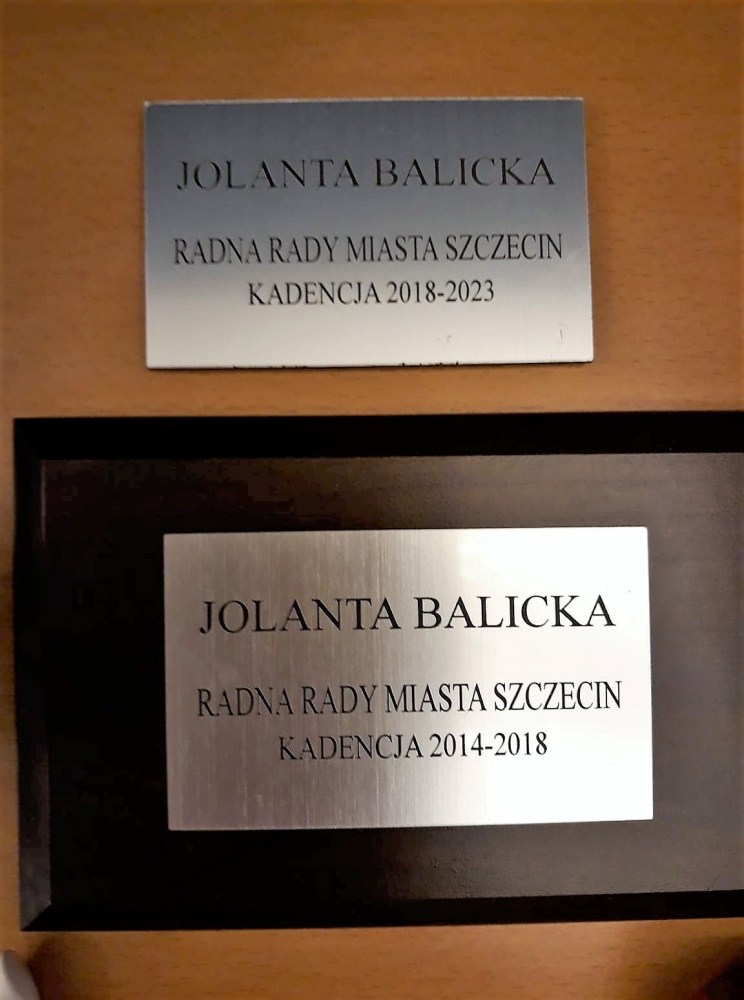 JOLANTA BALICKA
RADNA RADY MIASTA SZCZECIN
KADENCJA 2018-2023
JOLANTA BALICKA
RADNA RADY MIASTA SZCZECIN
KADENCJA 2014-2018